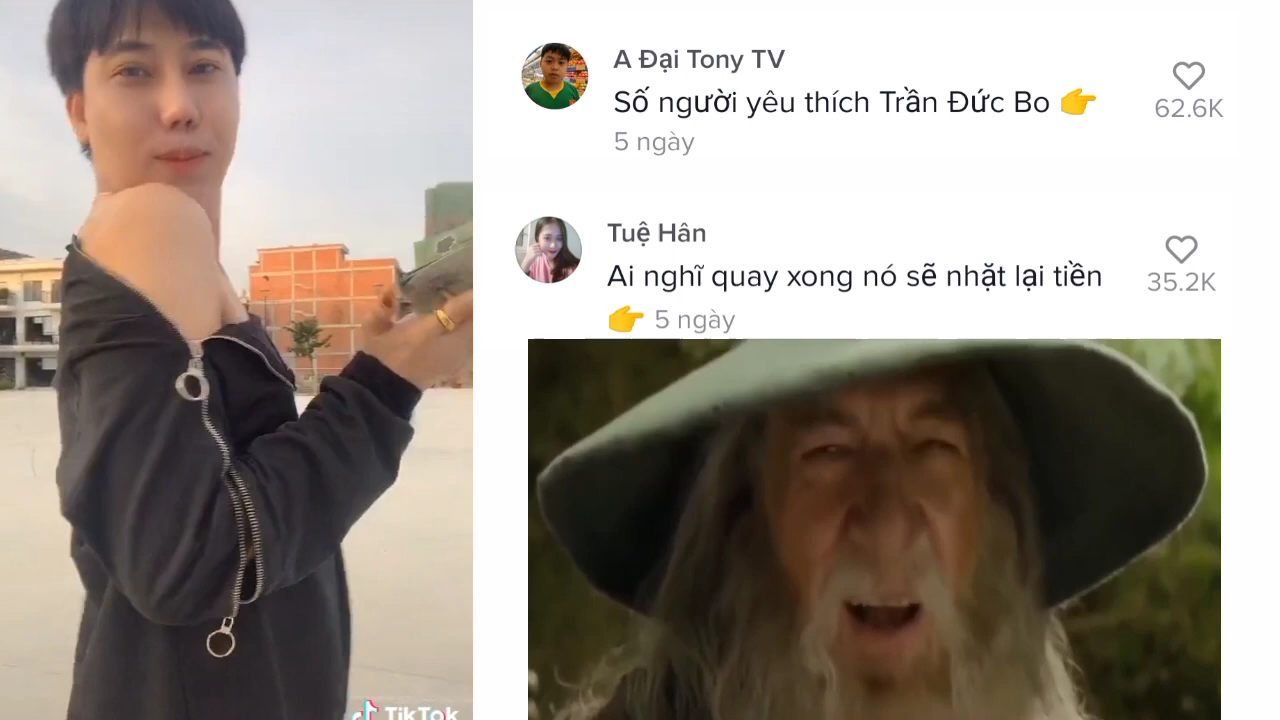 A Đại Tony TV
Số người yêu thích Trần Đức Bo 👉
5 ngày
62.6K
Tuệ Hân
Ai nghĩ quay xong nó sẽ nhặt lại tiền
👉 5 ngày
35.2K
TikTok